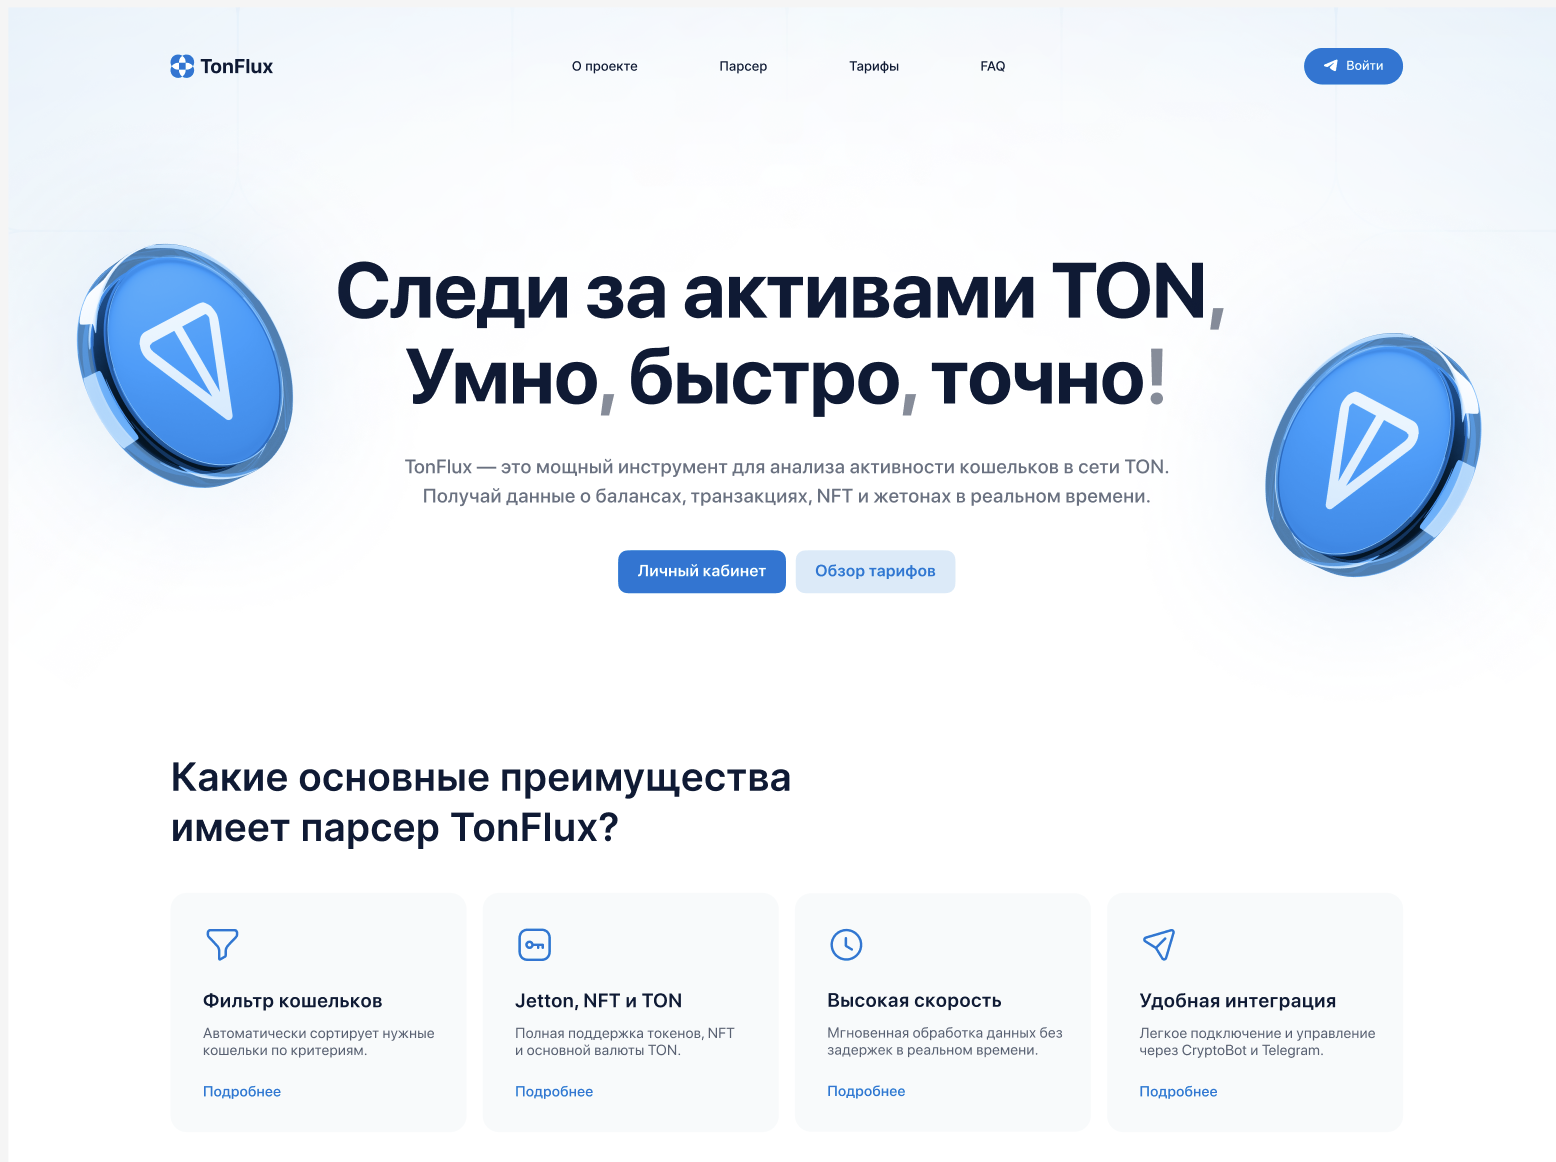 TonFlux
О проекте
Парсер
Тарифы
FAQ
Войти
Следи за активами TON,
Умно, быстро, точно!
TonFlux — это мощный инструмент для анализа активности кошельков в сети TON.
Получай данные о балансах, транзакциях, NFT и жетонах в реальном времени.
Личный кабинет
Обзор тарифов
Какие основные преимущества
имеет парсер TonFlux?
Фильтр кошельков
Автоматически сортирует нужные
кошельки по критериям.
Подробнее
Jetton, NFT и TON
Полная поддержка токенов, NFT
и основной валюты TON.
Подробнее
Высокая скорость
Мгновенная обработка данных без
задержек в реальном времени.
Подробнее
Удобная интеграция
Легкое подключение и управление
через CryptoBot и Telegram.
Подробнее